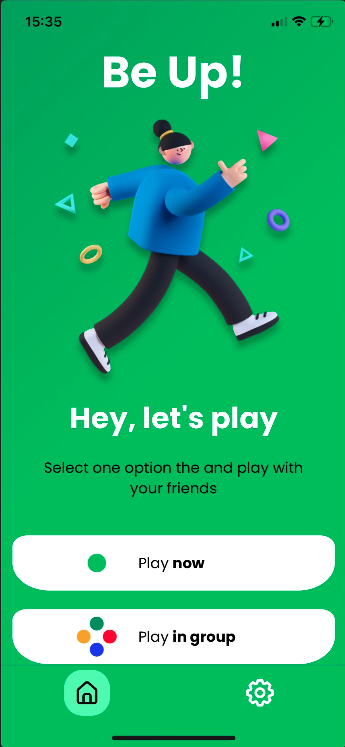 15:35
Be Up!
Hey, let's play
Select one option the and play with
your friends
Play now
Play in group